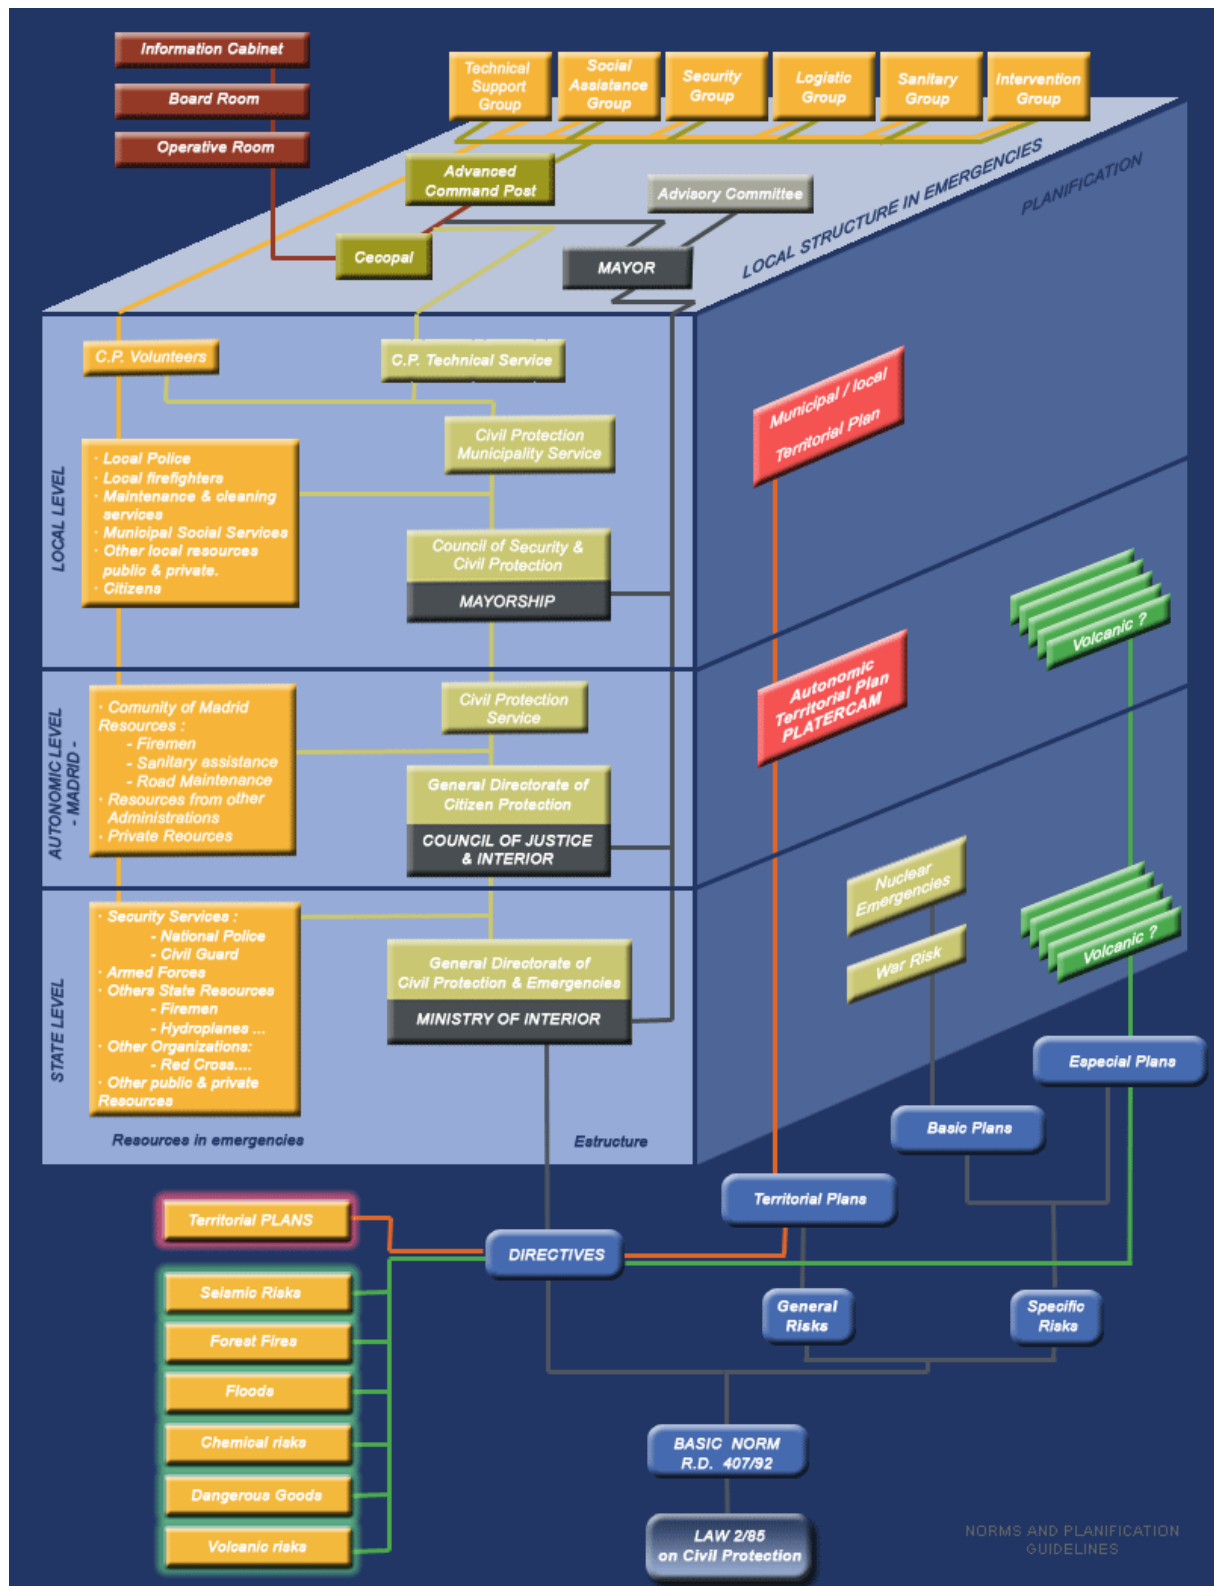 Information Cabinet
Board Room
Operative Room
Technical
Support
Group
Social
Assistance
Group
Security
Group
Logistic
Group
Sanitary
Group
Intervention
Group
Advanced
Command Post
Advisory Committee
Cecopal
MAYOR
LOCAL STRUCTURE IN EMERGENCIES
PLANIFICATION
LOCAL LEVEL
C.P. Volunteers
C.P. Technical Service
Civil Protection
Municipality Service
· Local Police
· Local firefighters
· Maintenance & cleaning
services
· Municipal Social Services
· Other local resources
public & private.
· Citizens
Council of Security &
Civil Protection
MAYORSHIP
Municipal / local
Territorial Plan
Volcanic ?
AUTONOMIC LEVEL
- MADRID -
· Comunity of Madrid
Resources :
- Firemen
- Sanitary assistance
- Road Maintenance
· Resources from other
Administrations
· Private Reources
Civil Protection
Service
General Directorate of
Citizen Protection
COUNCIL OF JUSTICE
& INTERIOR
Autonomic
Territorial Plan
PLATERCAM
STATE LEVEL
· Security Services :
- National Police
- Civil Guard
· Armed Forces
· Others State Resources
- Firemen
- Hydroplanes ...
· Other Organizations:
- Red Cross....
· Other public & private
Resources
General Directorate of
Civil Protection & Emergencies
MINISTRY OF INTERIOR
Nuclear
Emergencies
War Risk
Volcanic ?
Resources in emergencies
Estructure
Especial Plans
Basic Plans
Territorial Plans
Territorial PLANS
DIRECTIVES
Seismic Risks
Forest Fires
Floods
Chemical risks
Dangerous Goods
Volcanic risks
General
Risks
Specific
Risks
BASIC NORM
R.D. 407/92
LAW 2/85
on Civil Protection
NORMS AND PLANIFICATION
GUIDELINES